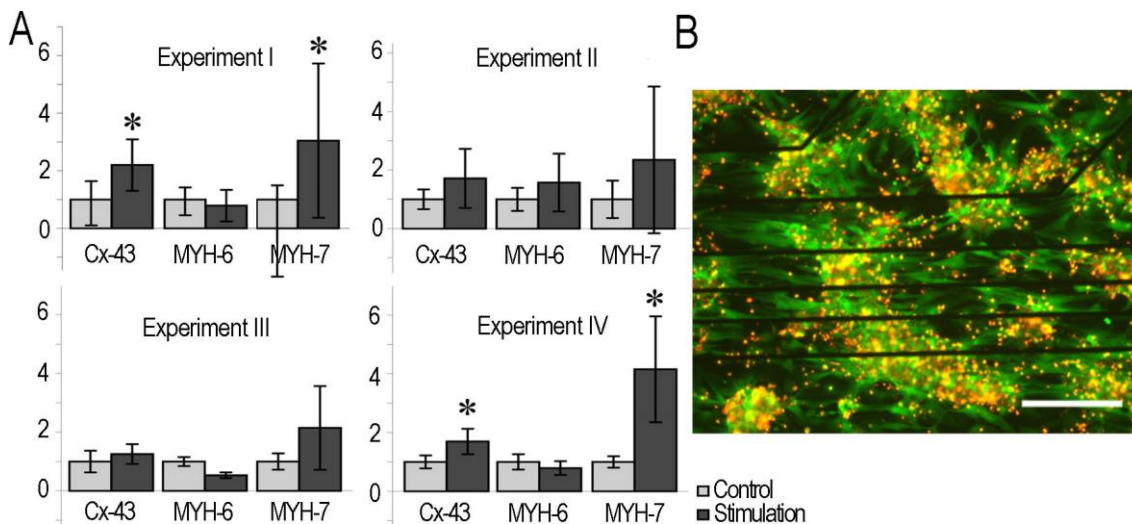 A
B
Experiment I
6
4
2
0
*
*
Cx-43 MYH-6 MYH-7
Experiment II
6
4
2
0
Cx-43 MYH-6 MYH-7
Experiment III
6
4
2
0
Cx-43 MYH-6 MYH-7
Experiment IV
6
4
2
0
*
*
Cx-43 MYH-6 MYH-7
Control
Stimulation